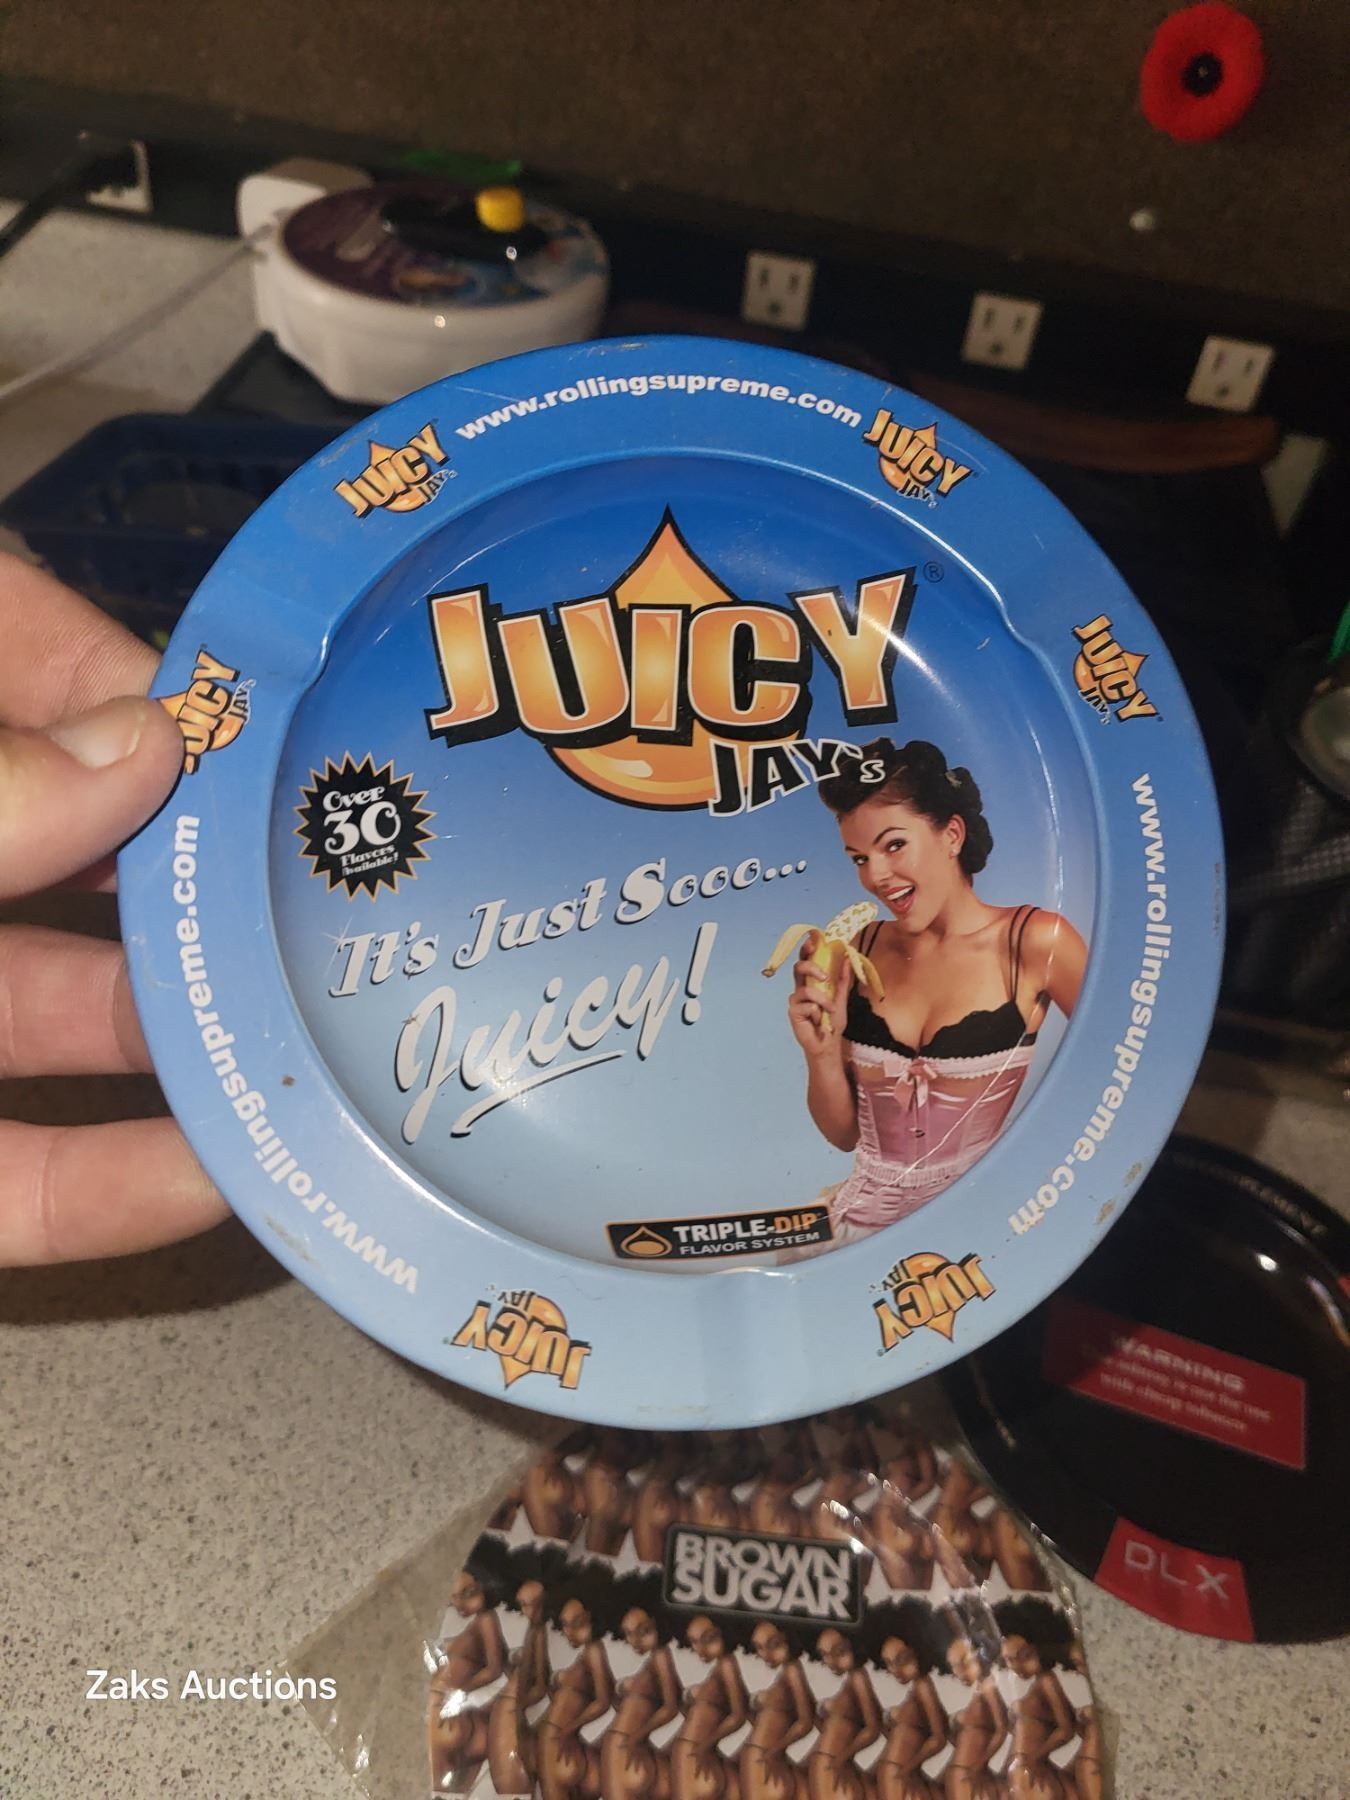 www.rollingsupreme.com
JUICY JAY'S
JUICY JAY'S
JUICY JAY'S
JUICY JAY'S
JUICY®
JAY'S
Over
30
Flavors
Available!
It's Just Sooo...
Juicy!
TRIPLE-DIP
FLAVOR SYSTEM
www.rollingsupreme.com
www.rollingsupreme.com
JUICY JAY'S
JUICY JAY'S
WARNING
DLX
BROWN
SUGAR
Zaks Auctions